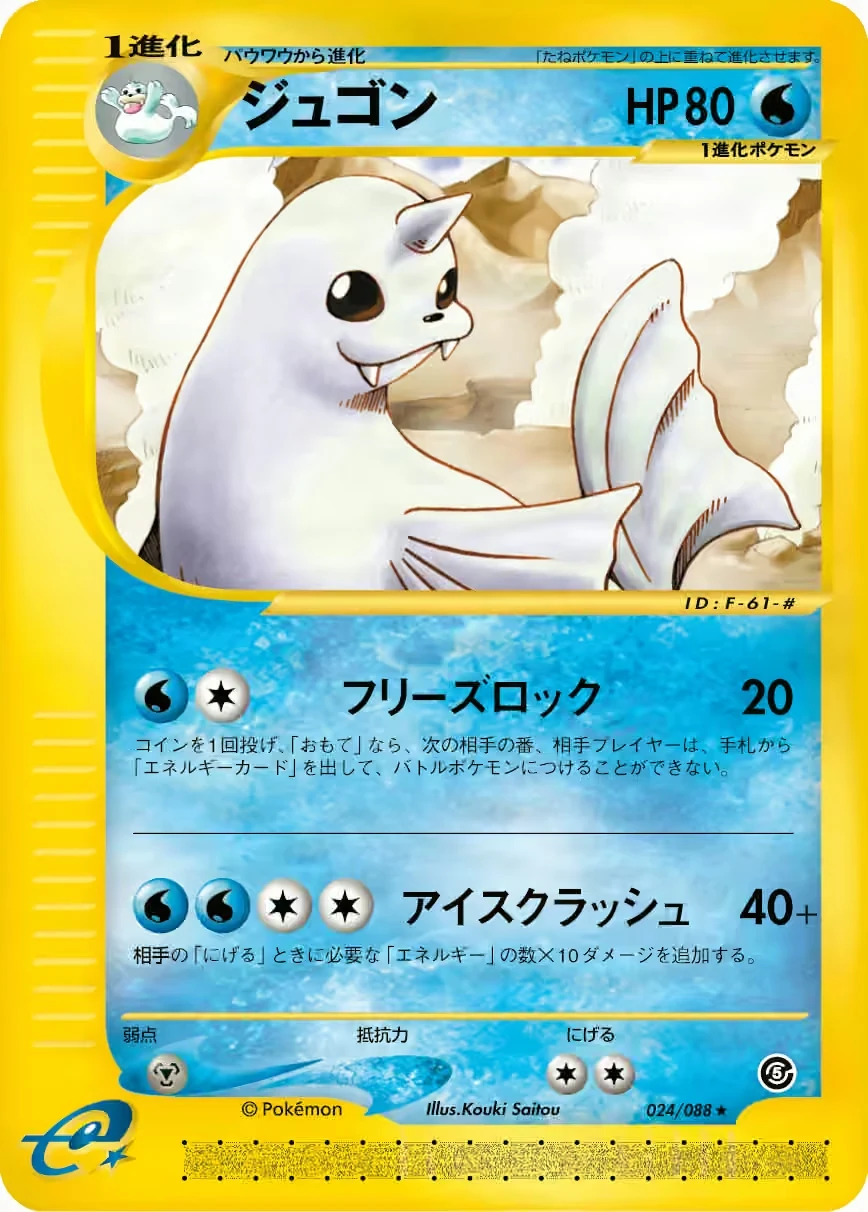 1進化
パウワウから進化
「たねポケモン」の上に重ねて進化させます。
ジュゴン
HP80
1進化ポケモン
ID:F-61-#
フリーズロック 20
コインを1回投げ、「おもて」なら、次の相手の番、相手プレイヤーは、手札から
「エネルギーカード」を出して、バトルポケモンにつけることができない。
アイスクラッシュ 40+
相手の「にげる」ときに必要な「エネルギー」の数×10ダメージを追加する。
弱点 抵抗力 にげる
5
© Pokémon Illus.Kouki Saitou 024/088 ★
e